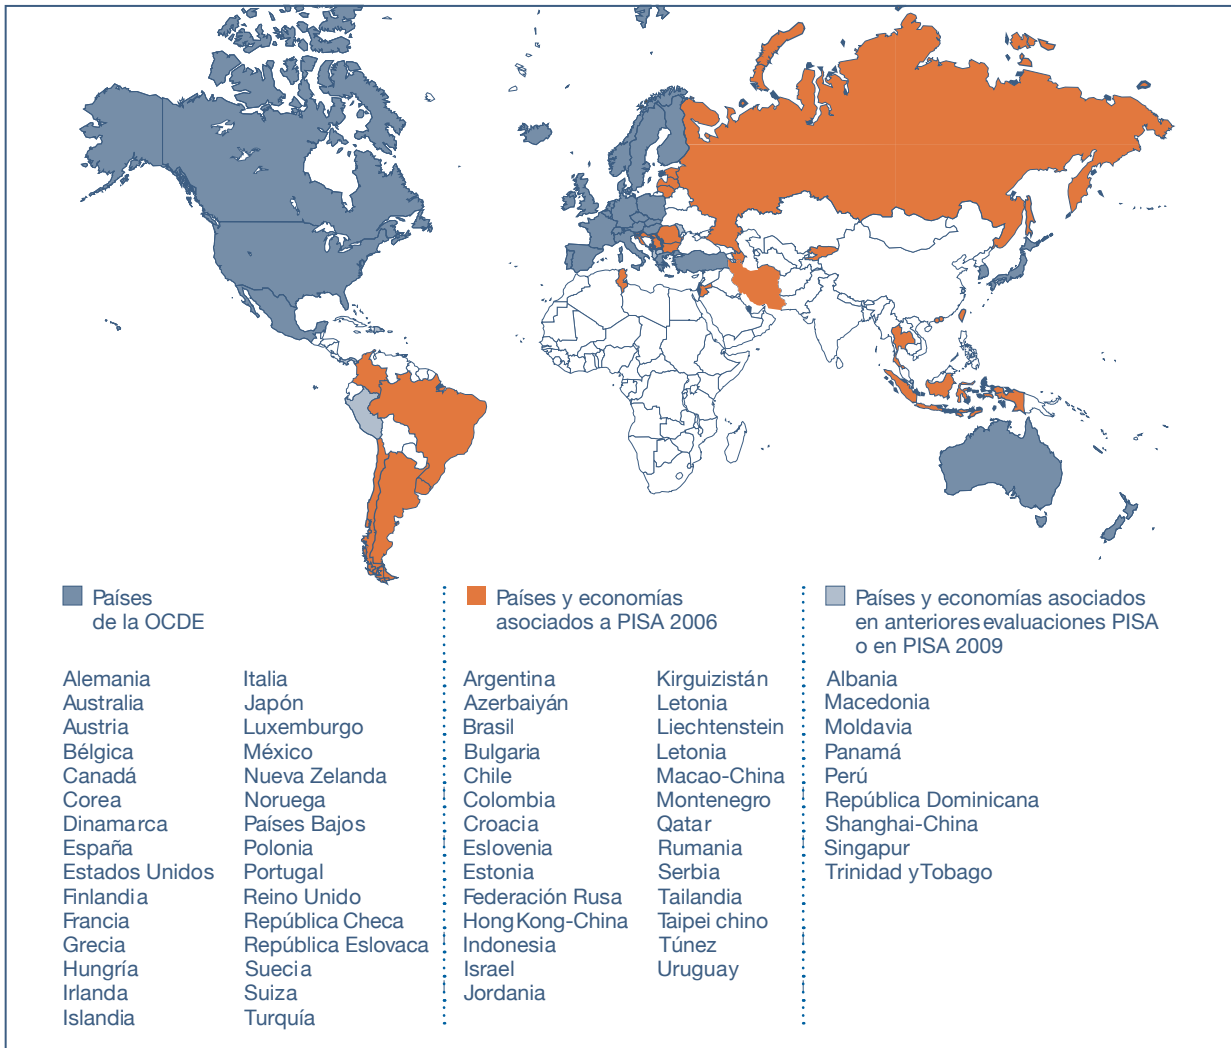 Países
de la OCDE
Alemania
Australia
Austria
Bélgica
Canadá
Corea
Dinamarca
España
Estados Unidos
Finlandia
Francia
Grecia
Hungría
Irlanda
Islandia
Italia
Japón
Luxemburgo
México
Nueva Zelanda
Noruega
Países Bajos
Polonia
Portugal
Reino Unido
República Checa
República Eslovaca
Suecia
Suiza
Turquía
Países y economías
asociados a PISA 2006
Argentina
Azerbaiyán
Brasil
Bulgaria
Chile
Colombia
Croacia
Eslovenia
Estonia
Federación Rusa
Hong Kong-China
Indonesia
Israel
Jordania
Kirguizistán
Letonia
Liechtenstein
Letonia
Macao-China
Montenegro
Qatar
Rumania
Serbia
Tailandia
Taipei chino
Túnez
Uruguay
Países y economías asociados
en anteriores evaluaciones PISA
o en PISA 2009
Albania
Macedonia
Moldavia
Panamá
Perú
República Dominicana
Shanghai-China
Singapur
Trinidad y Tobago